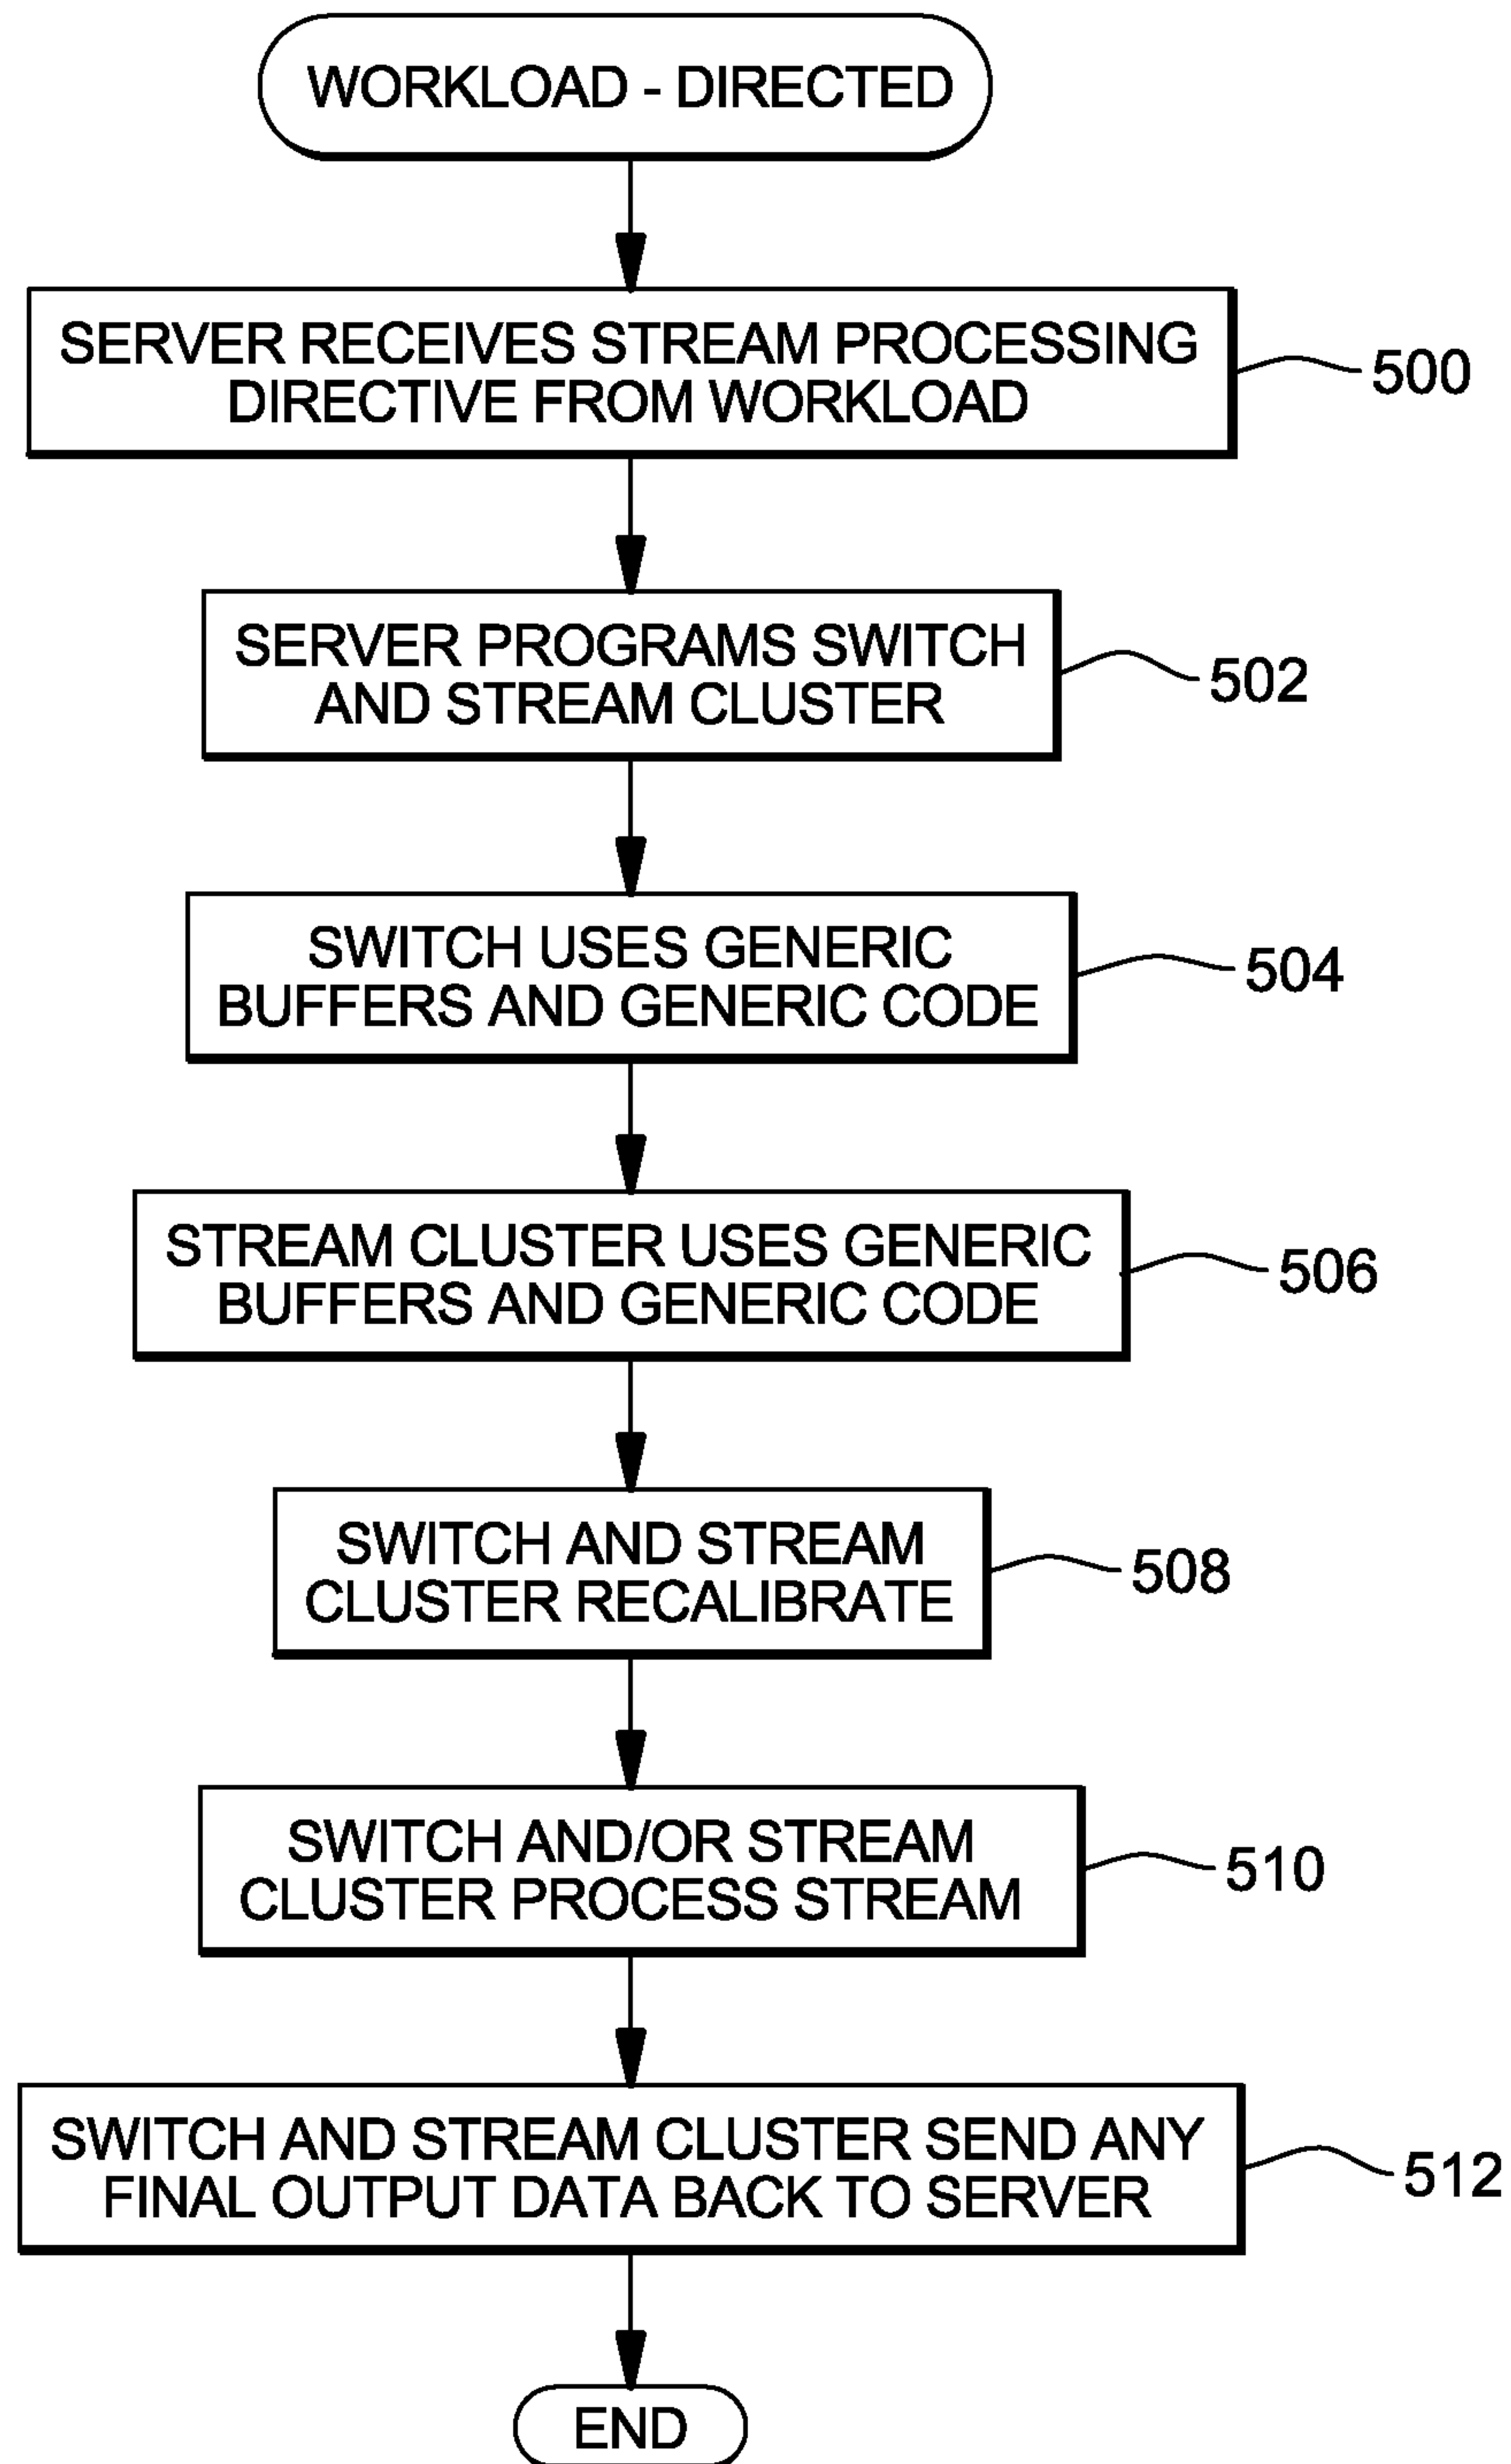 WORKLOAD - DIRECTED
SERVER RECEIVES STREAM PROCESSING
DIRECTIVE FROM WORKLOAD
500
SERVER PROGRAMS SWITCH
AND STREAM CLUSTER
502
SWITCH USES GENERIC
BUFFERS AND GENERIC CODE
504
STREAM CLUSTER USES GENERIC
BUFFERS AND GENERIC CODE
506
SWITCH AND STREAM
CLUSTER RECALIBRATE
508
SWITCH AND/OR STREAM
CLUSTER PROCESS STREAM
510
SWITCH AND STREAM CLUSTER SEND ANY
FINAL OUTPUT DATA BACK TO SERVER
512
END